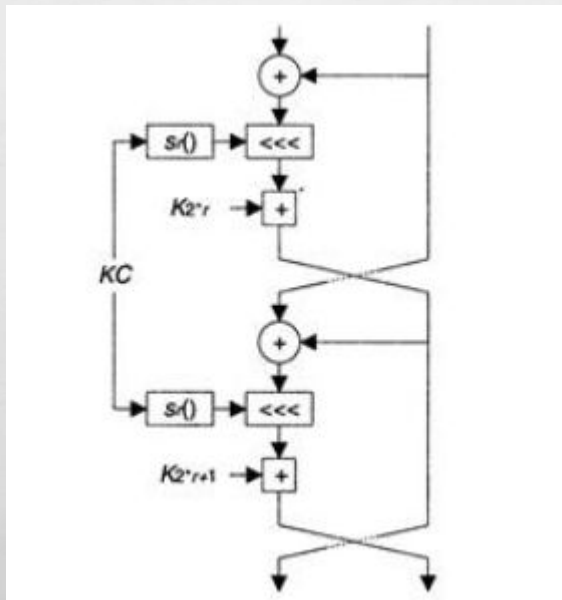 +
Sr() <<<
K2*r +
KC
+
Sr() <<<
K2*r+1 +